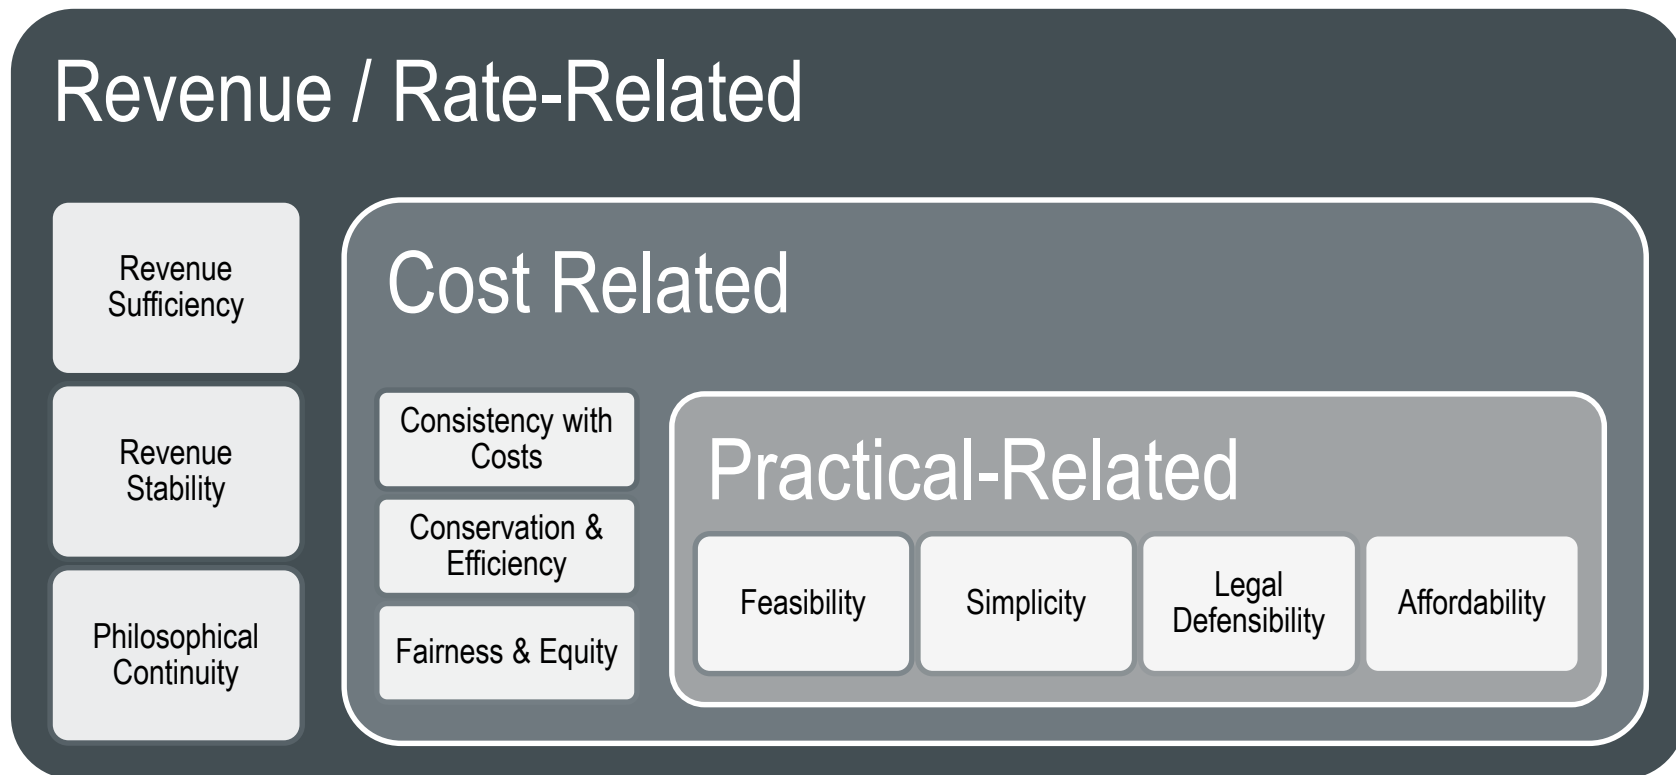 Revenue / Rate-Related
Revenue
Sufficiency
Revenue
Stability
Philosophical
Continuity
Cost Related
Consistency with
Costs
Conservation &
Efficiency
Fairness & Equity
Practical-Related
Feasibility
Simplicity
Legal
Defensibility
Affordability